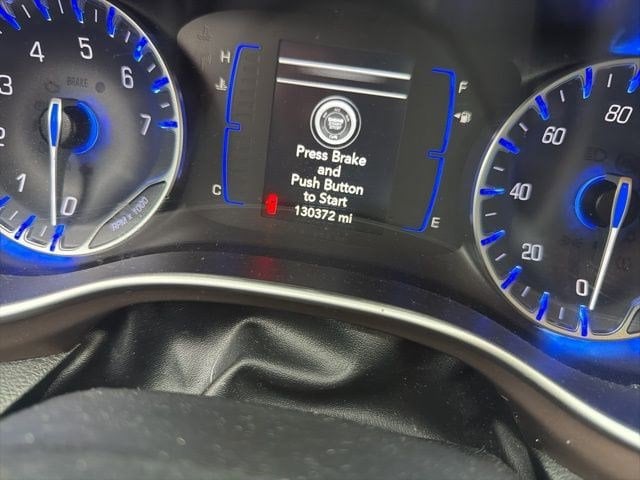 H
F
C
E
Press Brake
and
Push Button
to Start
130372 mi
0
1
2
3
4
5
6
7
BRAKE
RPM x 1000
0
20
40
60
80